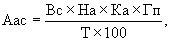 Аас = Вс × На × Ка × Гп / Т × 100,